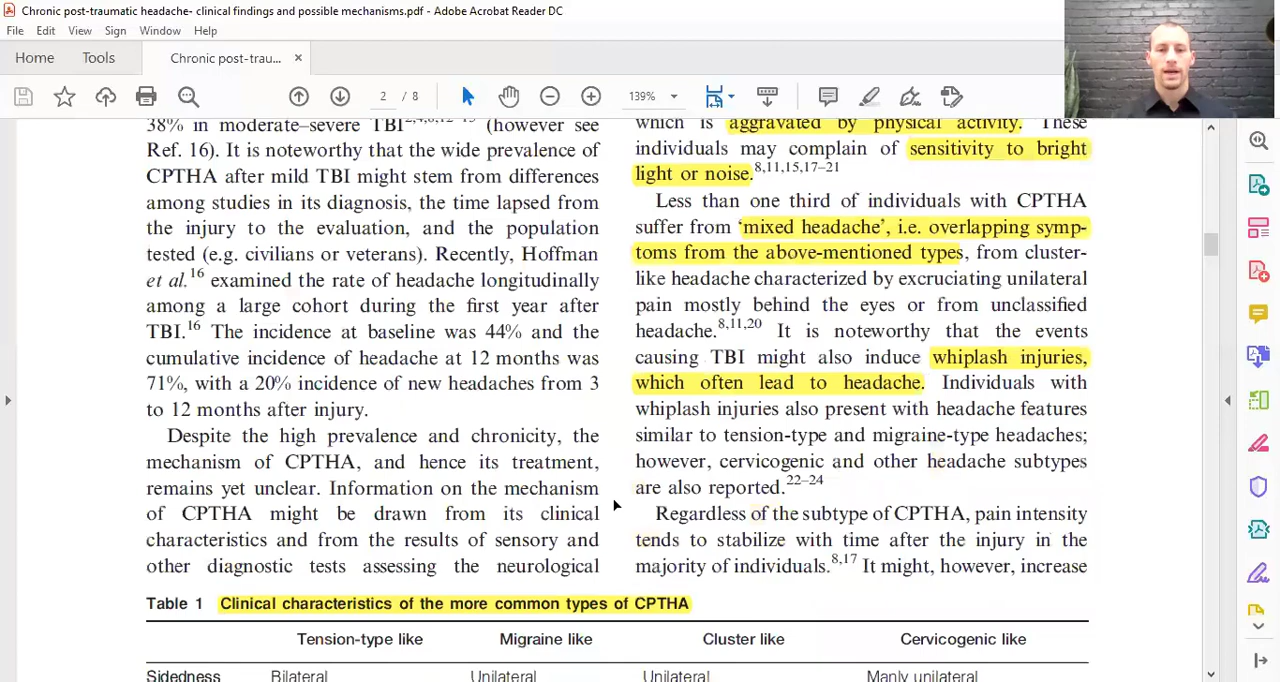 Chronic post-traumatic headache- clinical findings and possible mechanisms.pdf - Adobe Acrobat Reader DC
File Edit View Sign Window Help
Home Tools Chronic post-trau... ×
2 / 8 139%
38% in moderate–severe TBI
(however see
Ref. 16). It is noteworthy that the wide prevalence of
CPTHA after mild TBI might stem from differences
among studies in its diagnosis, the time lapsed from
the injury to the evaluation, and the population
tested (e.g. civilians or veterans). Recently, Hoffman
et al.16 examined the rate of headache longitudinally
among a large cohort during the first year after
TBI.16 The incidence at baseline was 44% and the
cumulative incidence of headache at 12 months was
71%, with a 20% incidence of new headaches from 3
to 12 months after injury.
Despite the high prevalence and chronicity, the
mechanism of CPTHA, and hence its treatment,
remains yet unclear. Information on the mechanism
of CPTHA might be drawn from its clinical
characteristics and from the results of sensory and
other diagnostic tests assessing the neurological
which is aggravated by physical activity. These
individuals may complain of sensitivity to bright
light or noise.8,11,15,17–21
Less than one third of individuals with CPTHA
suffer from ‘mixed headache’, i.e. overlapping symp-
toms from the above-mentioned types, from cluster-
like headache characterized by excruciating unilateral
pain mostly behind the eyes or from unclassified
headache.8,11,20 It is noteworthy that the events
causing TBI might also induce whiplash injuries,
which often lead to headache. Individuals with
whiplash injuries also present with headache features
similar to tension-type and migraine-type headaches;
however, cervicogenic and other headache subtypes
are also reported.22–24
Regardless of the subtype of CPTHA, pain intensity
tends to stabilize with time after the injury in the
majority of individuals.8,17 It might, however, increase
Table 1 Clinical characteristics of the more common types of CPTHA
Tension-type like Migraine like Cluster like Cervicogenic like
Sidedness Bilateral Unilateral Unilateral Manly unilateral